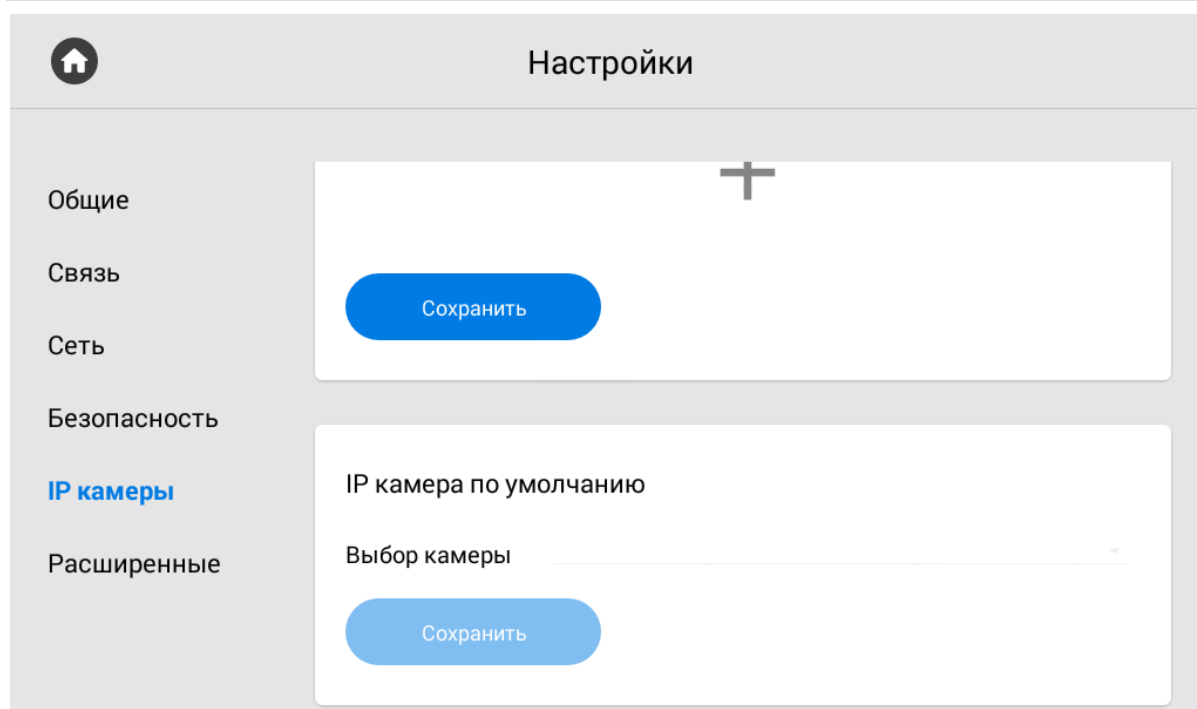 Настройки
Общие
Связь
Сеть
Безопасность
IP камеры
Расширенные
Сохранить
IP камера по умолчанию
Выбор камеры
Сохранить